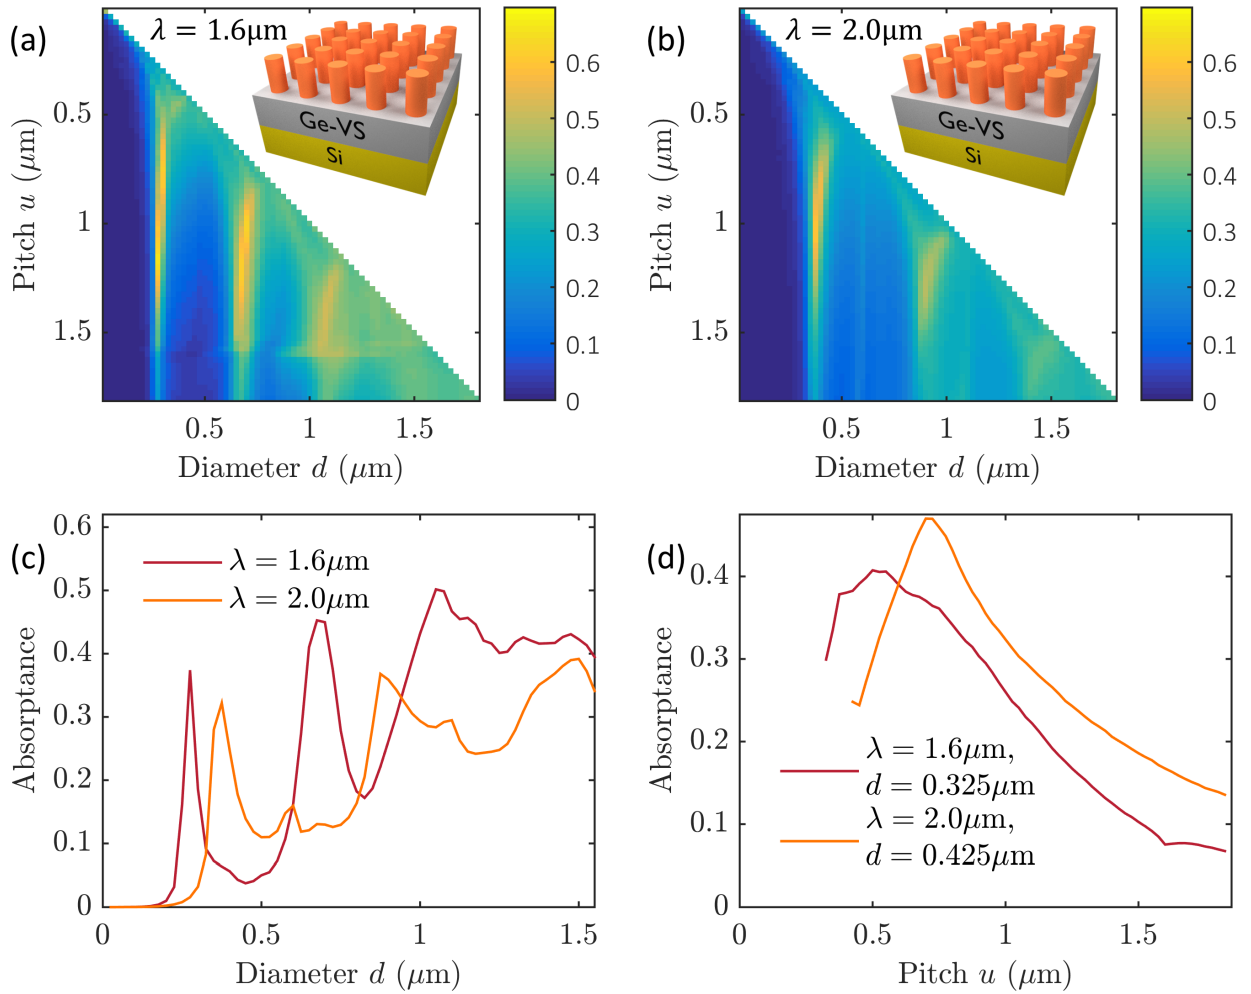 (a)
λ = 1.6μm
Ge-VS
Si
0.5
1
1.5
Pitch u (μm)
0.5
1
1.5
Diameter d (μm)
0.6
0.5
0.4
0.3
0.2
0.1
0
(b)
λ = 2.0μm
Ge-VS
Si
0.5
1
1.5
Pitch u (μm)
0.5
1
1.5
Diameter d (μm)
0.6
0.5
0.4
0.3
0.2
0.1
0
(c)
λ = 1.6μm
λ = 2.0μm
0.6
0.5
0.4
0.3
0.2
0.1
0
Absorptance
0
0.5
1
1.5
Diameter d (μm)
(d)
0.4
0.3
0.2
0.1
0
Absorptance
λ = 1.6μm,
d = 0.325μm
λ = 2.0μm,
d = 0.425μm
0
0.5
1
1.5
Pitch u (μm)